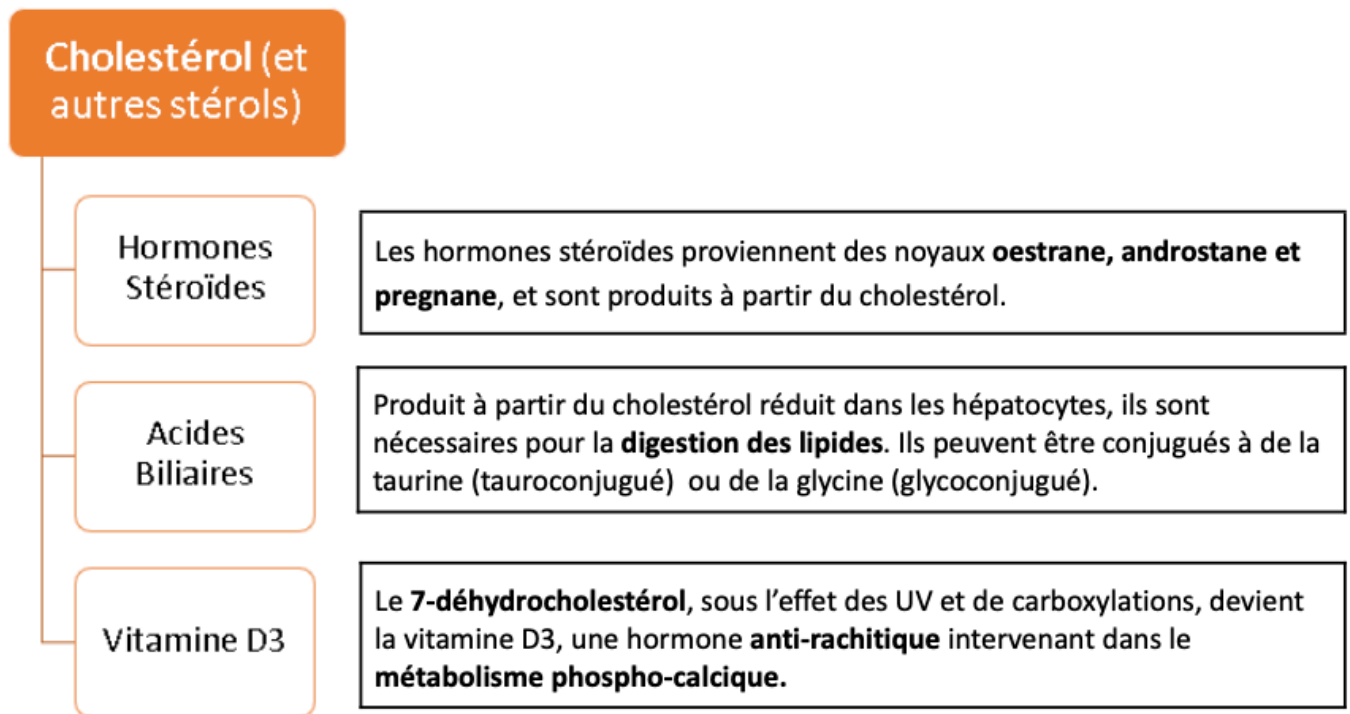 Cholestérol (et
autres stérols)
Hormones
Stéroïdes
Les hormones stéroïdes proviennent des noyaux oestrane, androstane et
pregnane, et sont produits à partir du cholestérol.
Acides
Biliaires
Produit à partir du cholestérol réduit dans les hépatocytes, ils sont
nécessaires pour la digestion des lipides. Ils peuvent être conjugués à de la
taurine (tauroconjugué) ou de la glycine (glycoconjugué).
Vitamine D3
Le 7-déhydrocholestérol, sous l’effet des UV et de carboxylations, devient
la vitamine D3, une hormone anti-rachitique intervenant dans le
métabolisme phospho-calcique.